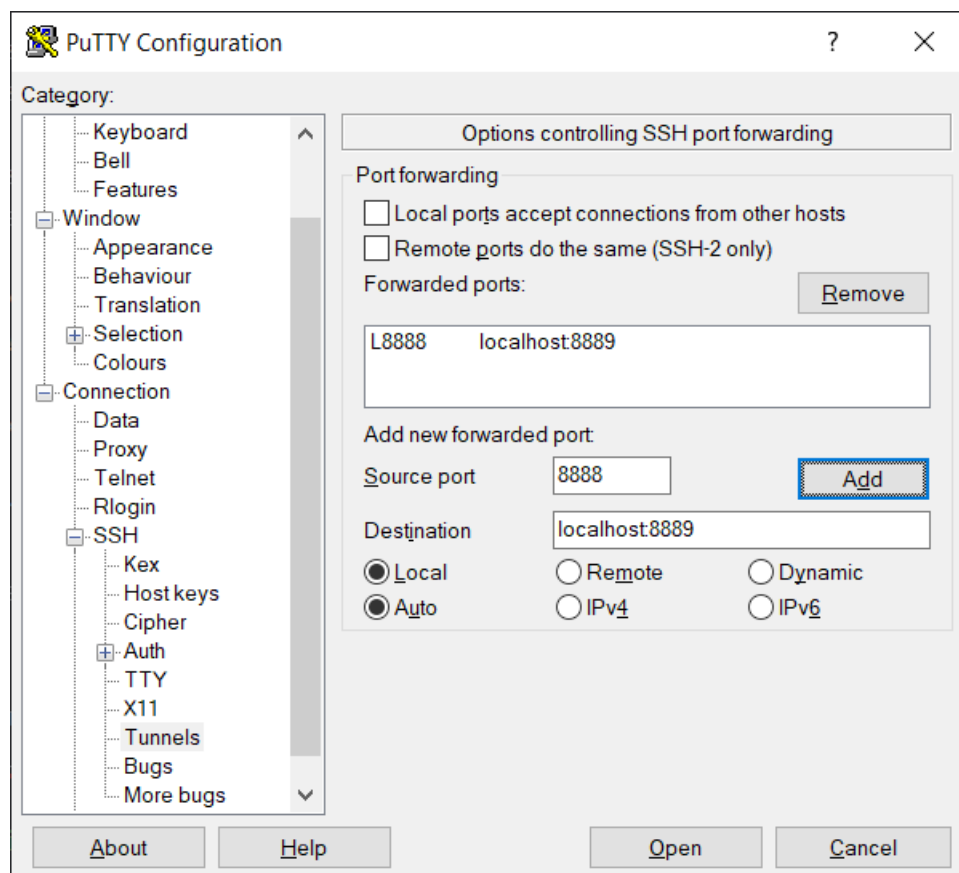 PuTTY Configuration
?
Category:
Keyboard
Bell
Features
Window
Appearance
Behaviour
Translation
Selection
Colours
Connection
Data
Proxy
Telnet
Rlogin
SSH
Kex
Host keys
Cipher
Auth
TTY
X11
Tunnels
Bugs
More bugs
Options controlling SSH port forwarding
Port forwarding
Local ports accept connections from other hosts
Remote ports do the same (SSH-2 only)
Forwarded ports:
Remove
L8888 localhost:8889
Add new forwarded port:
Source port 8888 Add
Destination localhost:8889
Local Remote Dynamic
Auto IPv4 IPv6
About Help Open Cancel